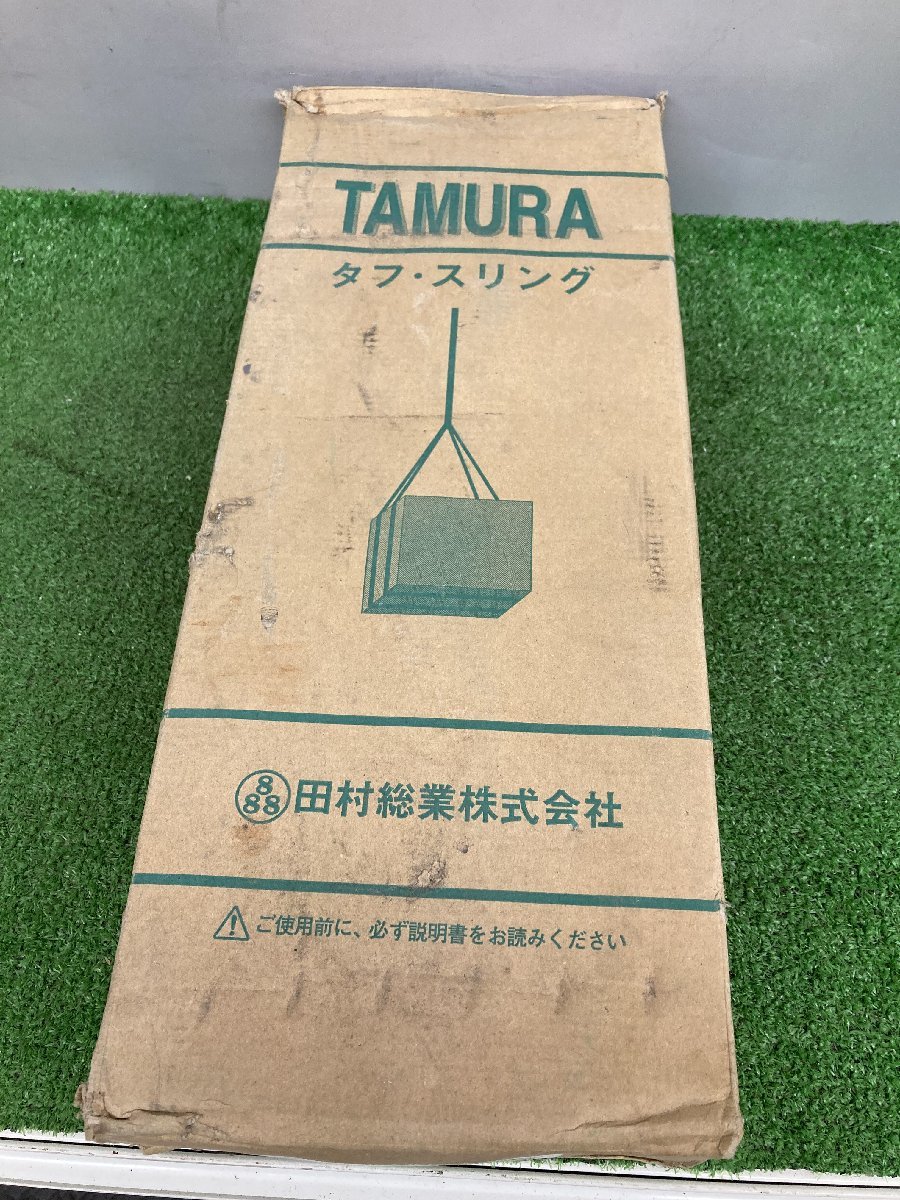 TAMURA
タフ・スリング
888 田村総業株式会社
ご使用前に、必ず説明書をお読みください